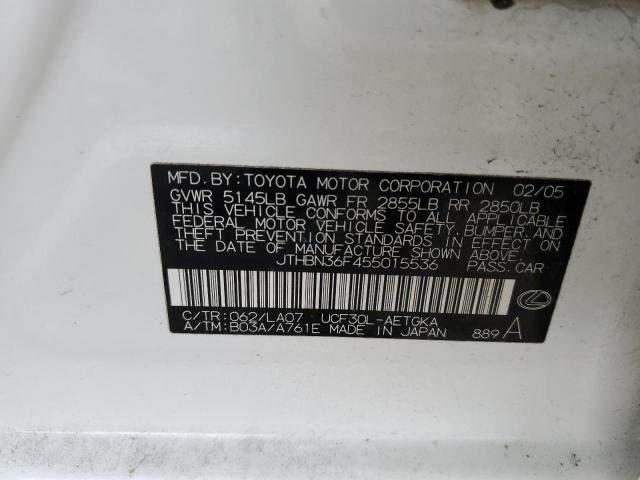 MFD. BY: TOYOTA MOTOR CORPORATION 02/05
GVWR 5145LB GAWR FR 2855LB RR 2850LB
THIS VEHICLE CONFORMS TO ALL APPLICABLE
FEDERAL MOTOR VEHICLE SAFETY, BUMPER, AND
THEFT PREVENTION STANDARDS IN EFFECT ON
THE DATE OF MANUFACTURE SHOWN ABOVE.
JTHBN36F455015536 PASS. CAR
C/TR: 062/LA07 UCF30L-AETGKA
A/TM: B03A/A761E MADE IN JAPAN 889 A